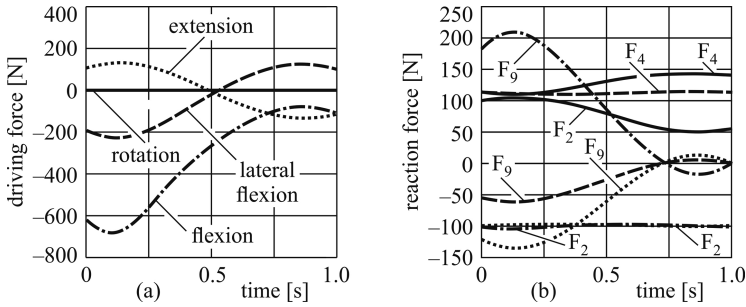 driving force [N]
400
200
0
−200
−400
−600
−800
extension
rotation
lateral
flexion
flexion
0
0.5
1.0
(a)
time [s]
reaction force [N]
250
200
150
100
50
0
−50
−100
−150
F9
F4
F4
F2
F9
F9
F2
F2
0
0.5
1.0
(b)
time [s]